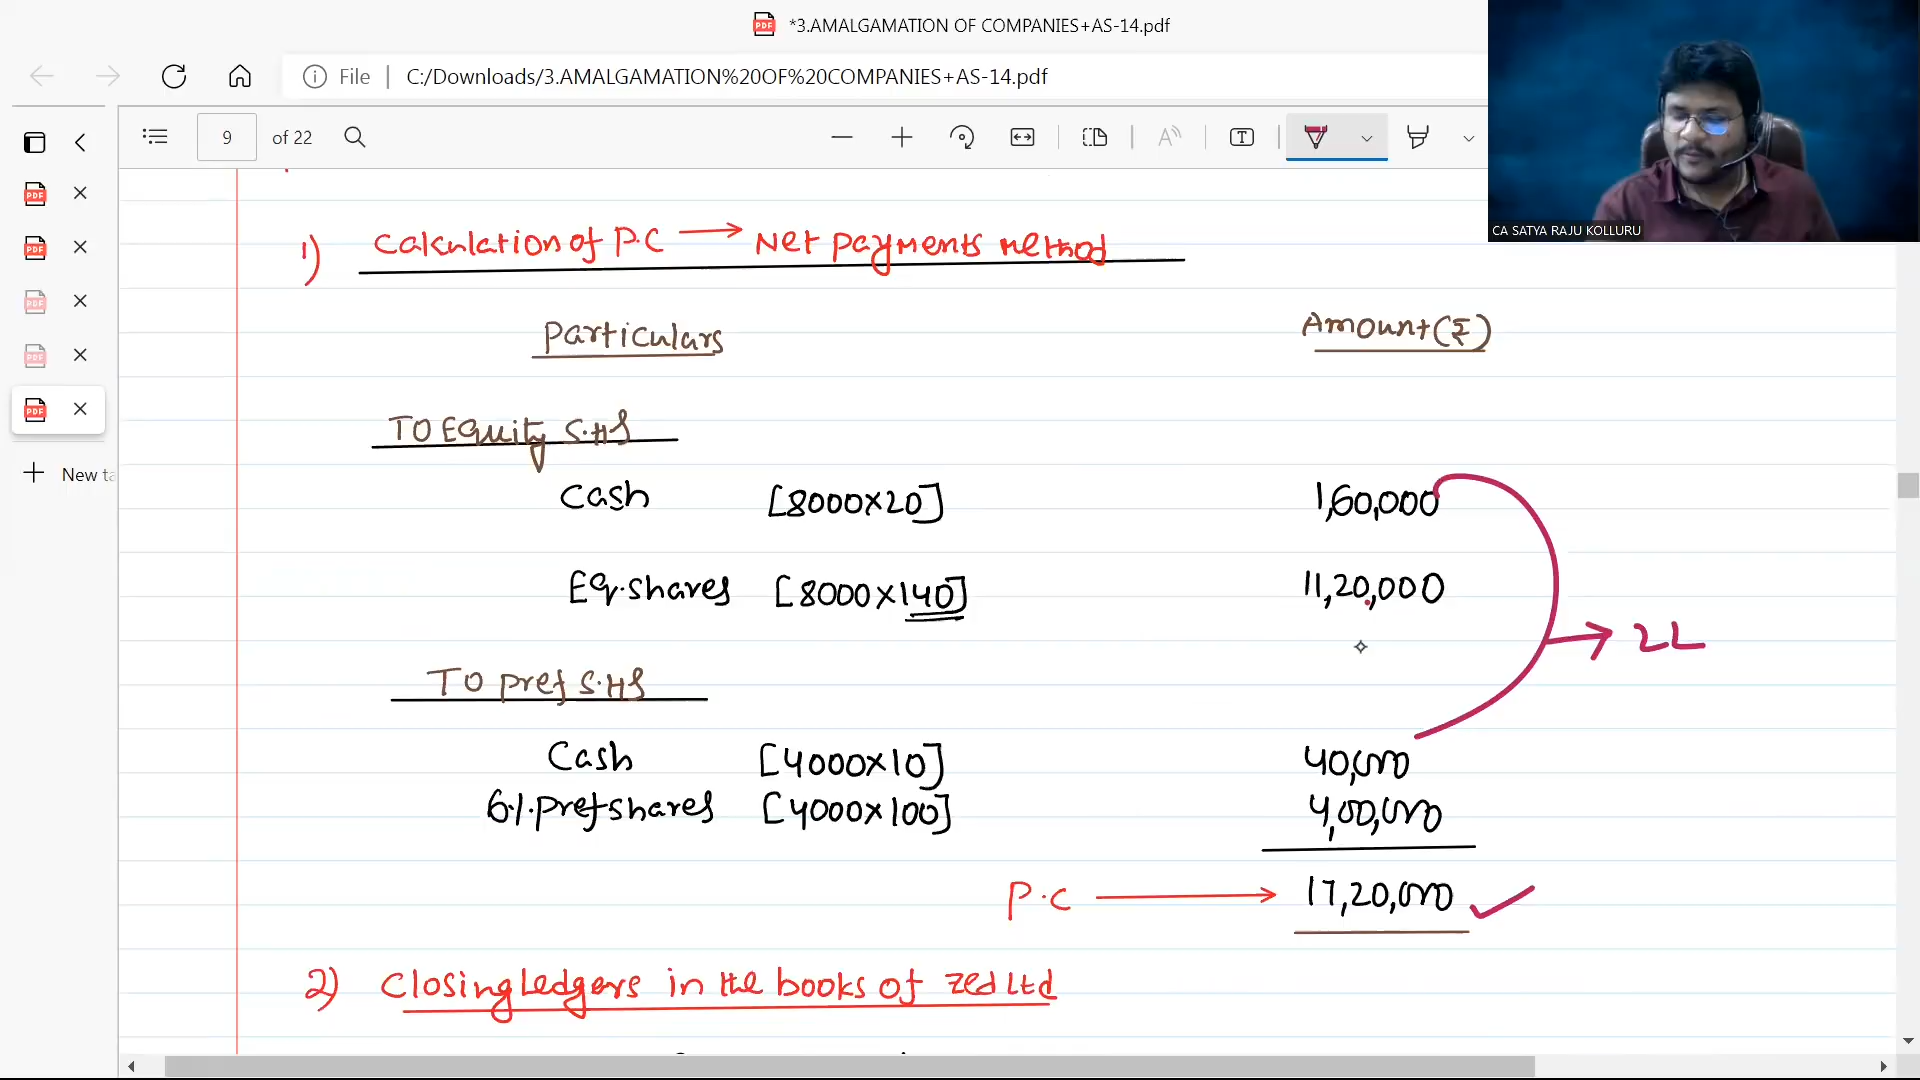 *3.AMALGAMATION OF COMPANIES+AS-14.pdf
File | C:/Downloads/3.AMALGAMATION%20OF%20COMPANIES+AS-14.pdf
9 of 22
CA SATYA RAJU KOLLURU
New ta
1) Calculation of P.C → Net payments method
Particulars Amount(₹)
TO Equity S.HS
Cash [8000×20] 1,60,000
Eq.shares [8000×140] 11,20,000
→ 2L
TO pref S.HS
Cash [4000×10] 40,000
6%.Pref shares [4000×100] 4,00,000
P.C → 17,20,000 ✓
2) Closing Ledgers in the books of Zed Ltd